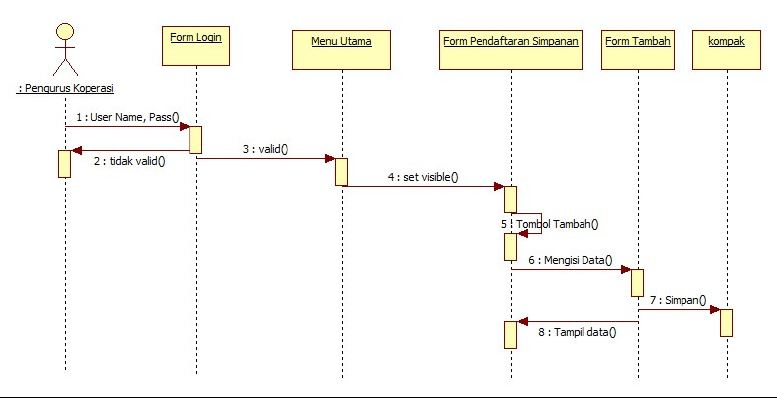 Form Login
Menu Utama
Form Pendaftaran Simpanan
Form Tambah
kompak
: Pengurus Koperasi
1 : User Name, Pass()
2 : tidak valid()
3 : valid()
4 : set visible()
5 : Tombol Tambah()
6 : Mengisi Data()
7 : Simpan()
8 : Tampil data()